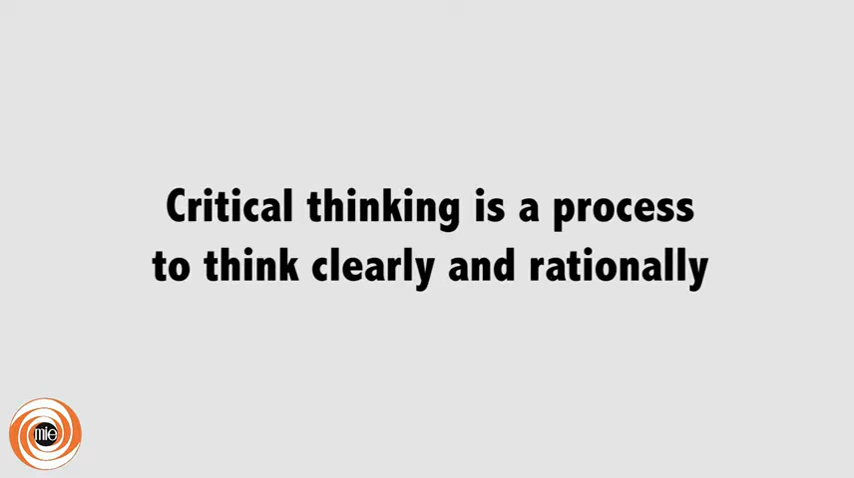 Critical thinking is a process
to think clearly and rationally
mie